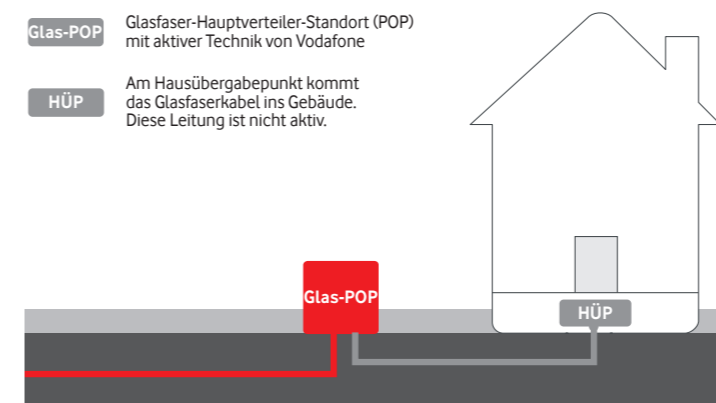 Glas-POP
Glasfaser-Hauptverteiler-Standort (POP)
mit aktiver Technik von Vodafone
HÜP
Am Hausübergabepunkt kommt
das Glasfaserkabel ins Gebäude.
Diese Leitung ist nicht aktiv.
Glas-POP
HÜP